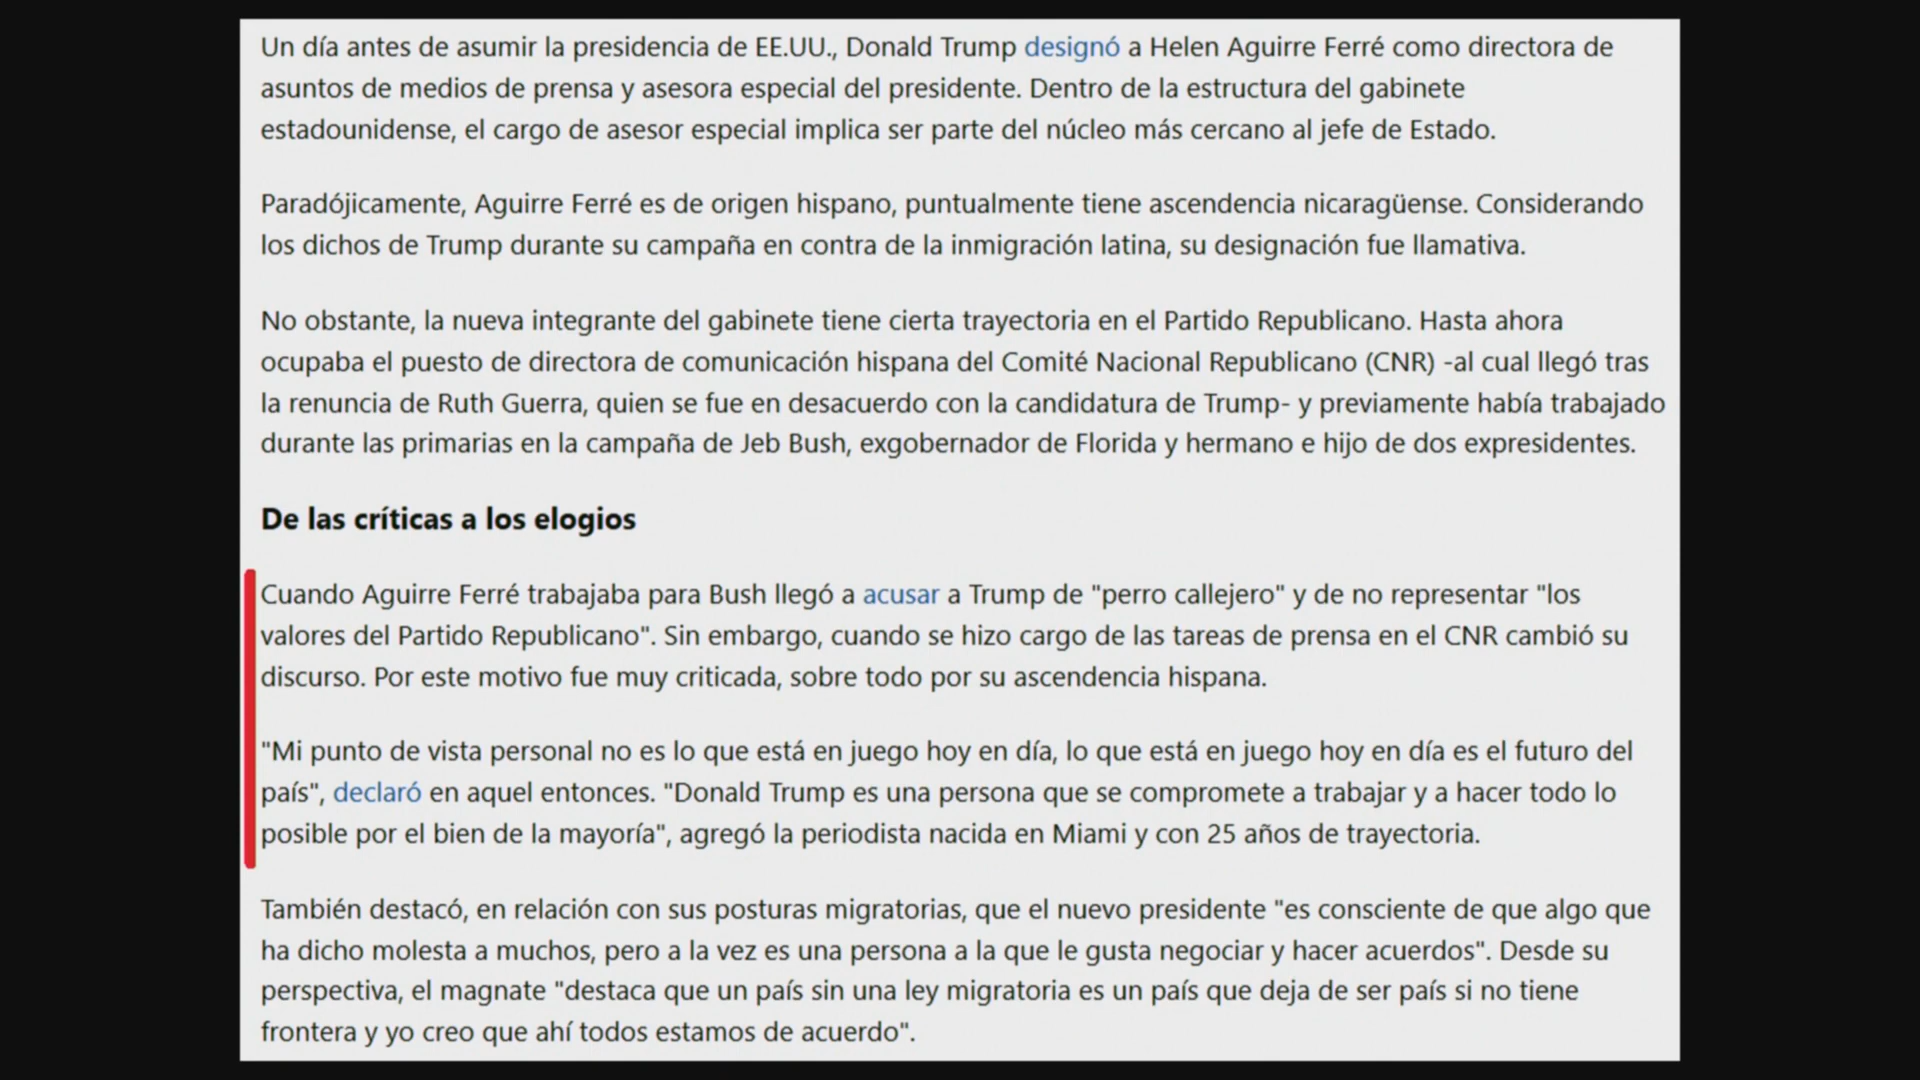 Un día antes de asumir la presidencia de EE.UU., Donald Trump designó a Helen Aguirre Ferré como directora de
asuntos de medios de prensa y asesora especial del presidente. Dentro de la estructura del gabinete
estadounidense, el cargo de asesor especial implica ser parte del núcleo más cercano al jefe de Estado.
Paradójicamente, Aguirre Ferré es de origen hispano, puntualmente tiene ascendencia nicaragüense. Considerando
los dichos de Trump durante su campaña en contra de la inmigración latina, su designación fue llamativa.
No obstante, la nueva integrante del gabinete tiene cierta trayectoria en el Partido Republicano. Hasta ahora
ocupaba el puesto de directora de comunicación hispana del Comité Nacional Republicano (CNR) -al cual llegó tras
la renuncia de Ruth Guerra, quien se fue en desacuerdo con la candidatura de Trump- y previamente había trabajado
durante las primarias en la campaña de Jeb Bush, exgobernador de Florida y hermano e hijo de dos expresidentes.
De las críticas a los elogios
Cuando Aguirre Ferré trabajaba para Bush llegó a acusar a Trump de "perro callejero" y de no representar "los
valores del Partido Republicano". Sin embargo, cuando se hizo cargo de las tareas de prensa en el CNR cambió su
discurso. Por este motivo fue muy criticada, sobre todo por su ascendencia hispana.
"Mi punto de vista personal no es lo que está en juego hoy en día, lo que está en juego hoy en día es el futuro del
país", declaró en aquel entonces. "Donald Trump es una persona que se compromete a trabajar y a hacer todo lo
posible por el bien de la mayoría", agregó la periodista nacida en Miami y con 25 años de trayectoria.
También destacó, en relación con sus posturas migratorias, que el nuevo presidente "es consciente de que algo que
ha dicho molesta a muchos, pero a la vez es una persona a la que le gusta negociar y hacer acuerdos". Desde su
perspectiva, el magnate "destaca que un país sin una ley migratoria es un país que deja de ser país si no tiene
frontera y yo creo que ahí todos estamos de acuerdo".